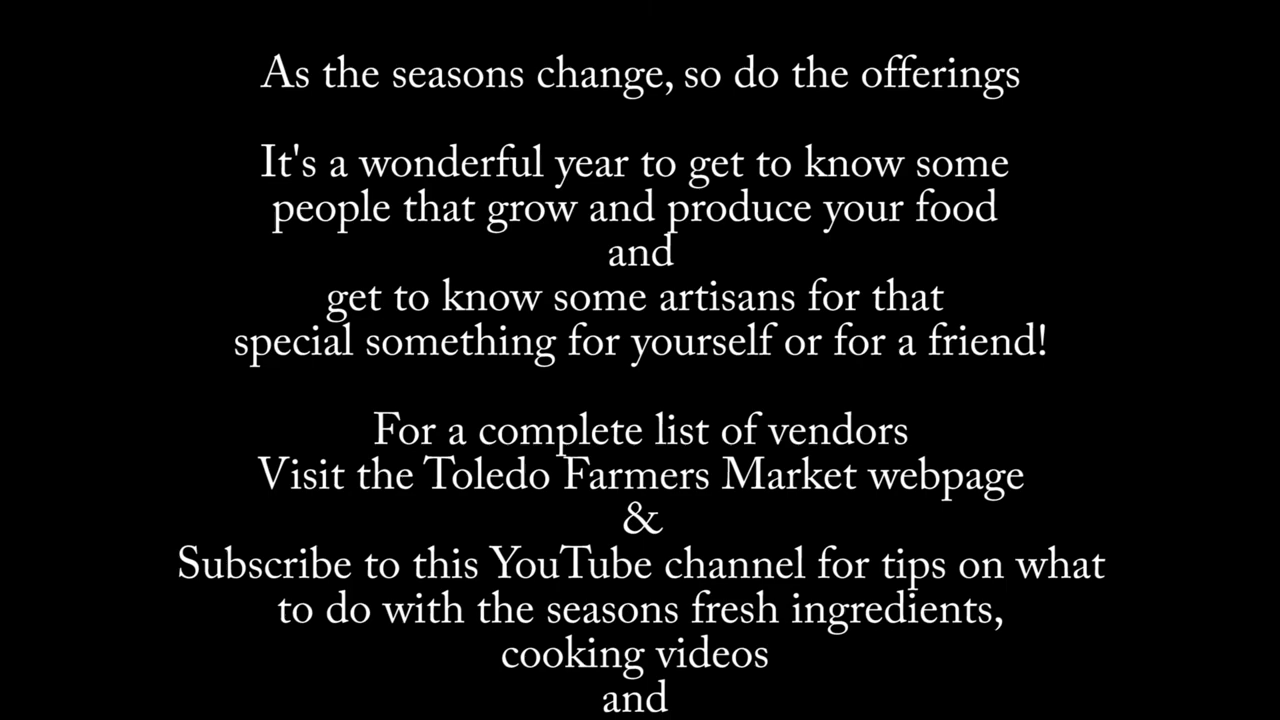 As the seasons change, so do the offerings
It's a wonderful year to get to know some
people that grow and produce your food
and
get to know some artisans for that
special something for yourself or for a friend!
For a complete list of vendors
Visit the Toledo Farmers Market webpage
&
Subscribe to this YouTube channel for tips on what
to do with the seasons fresh ingredients,
cooking videos
and